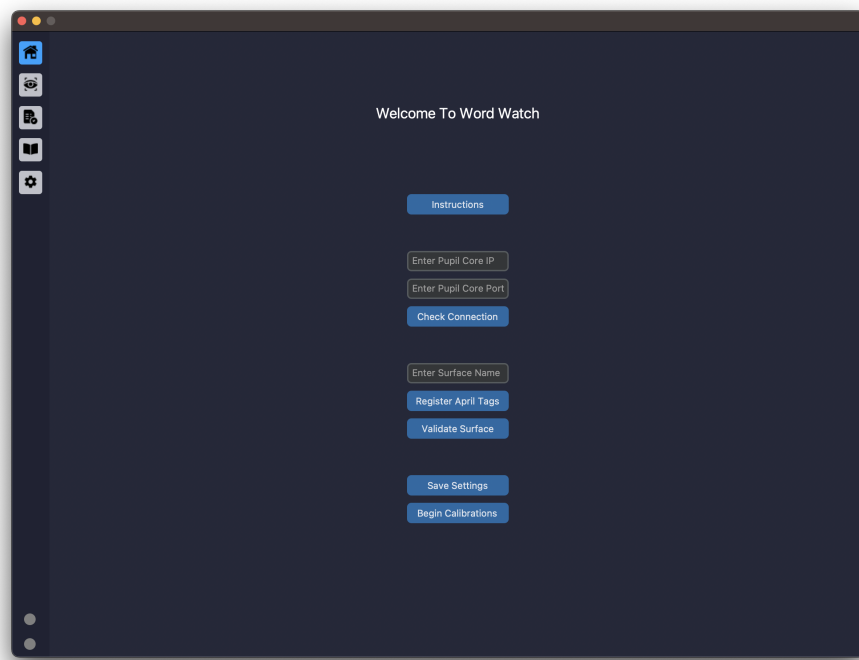 Welcome To Word Watch
Instructions
Enter Pupil Core IP
Enter Pupil Core Port
Check Connection
Enter Surface Name
Register April Tags
Validate Surface
Save Settings
Begin Calibrations